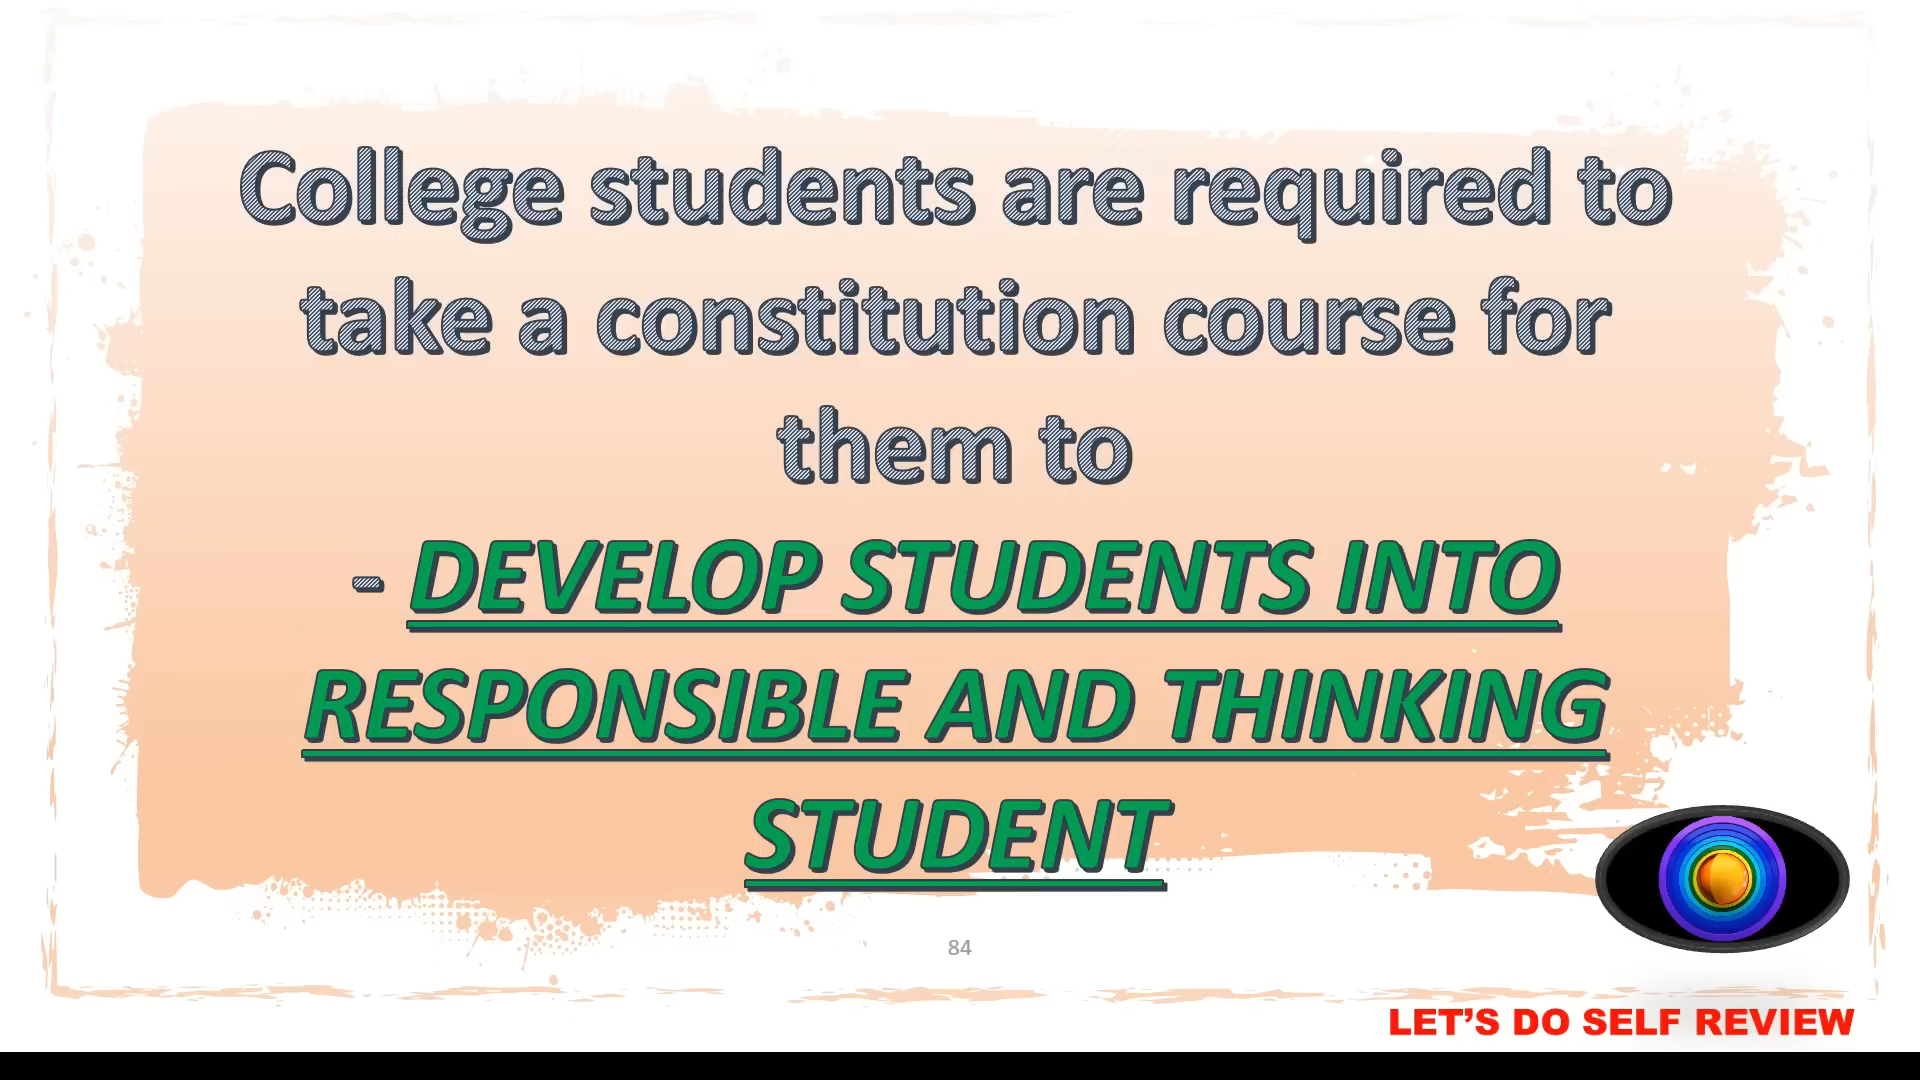 College students are required to
take a constitution course for
them to
- DEVELOP STUDENTS INTO
RESPONSIBLE AND THINKING
STUDENT
84
LET’S DO SELF REVIEW